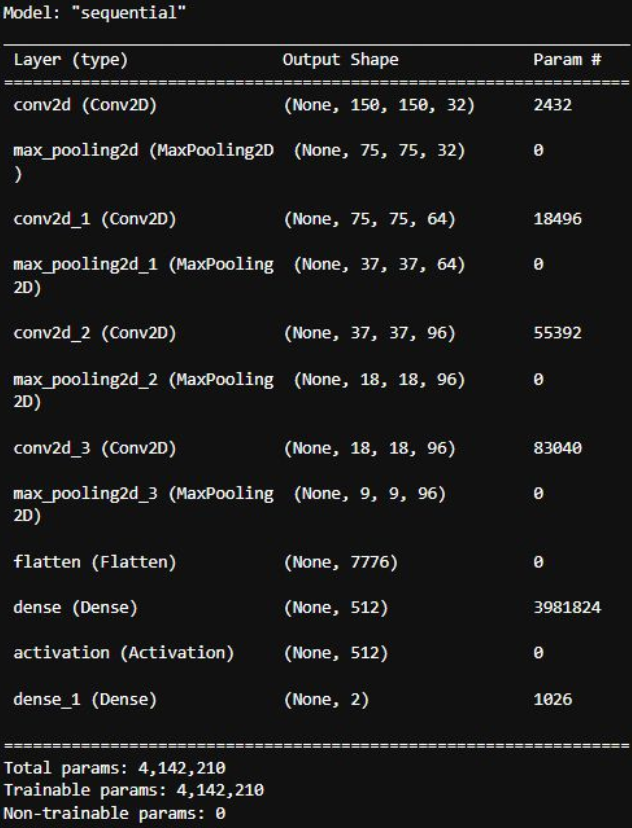 Model: "sequential"
Layer (type) Output Shape Param #
=================================================================
conv2d (Conv2D) (None, 150, 150, 32) 2432
max_pooling2d (MaxPooling2D (None, 75, 75, 32) 0
)
conv2d_1 (Conv2D) (None, 75, 75, 64) 18496
max_pooling2d_1 (MaxPooling (None, 37, 37, 64) 0
2D)
conv2d_2 (Conv2D) (None, 37, 37, 96) 55392
max_pooling2d_2 (MaxPooling (None, 18, 18, 96) 0
2D)
conv2d_3 (Conv2D) (None, 18, 18, 96) 83040
max_pooling2d_3 (MaxPooling (None, 9, 9, 96) 0
2D)
flatten (Flatten) (None, 7776) 0
dense (Dense) (None, 512) 3981824
activation (Activation) (None, 512) 0
dense_1 (Dense) (None, 2) 1026
=================================================================
Total params: 4,142,210
Trainable params: 4,142,210
Non-trainable params: 0